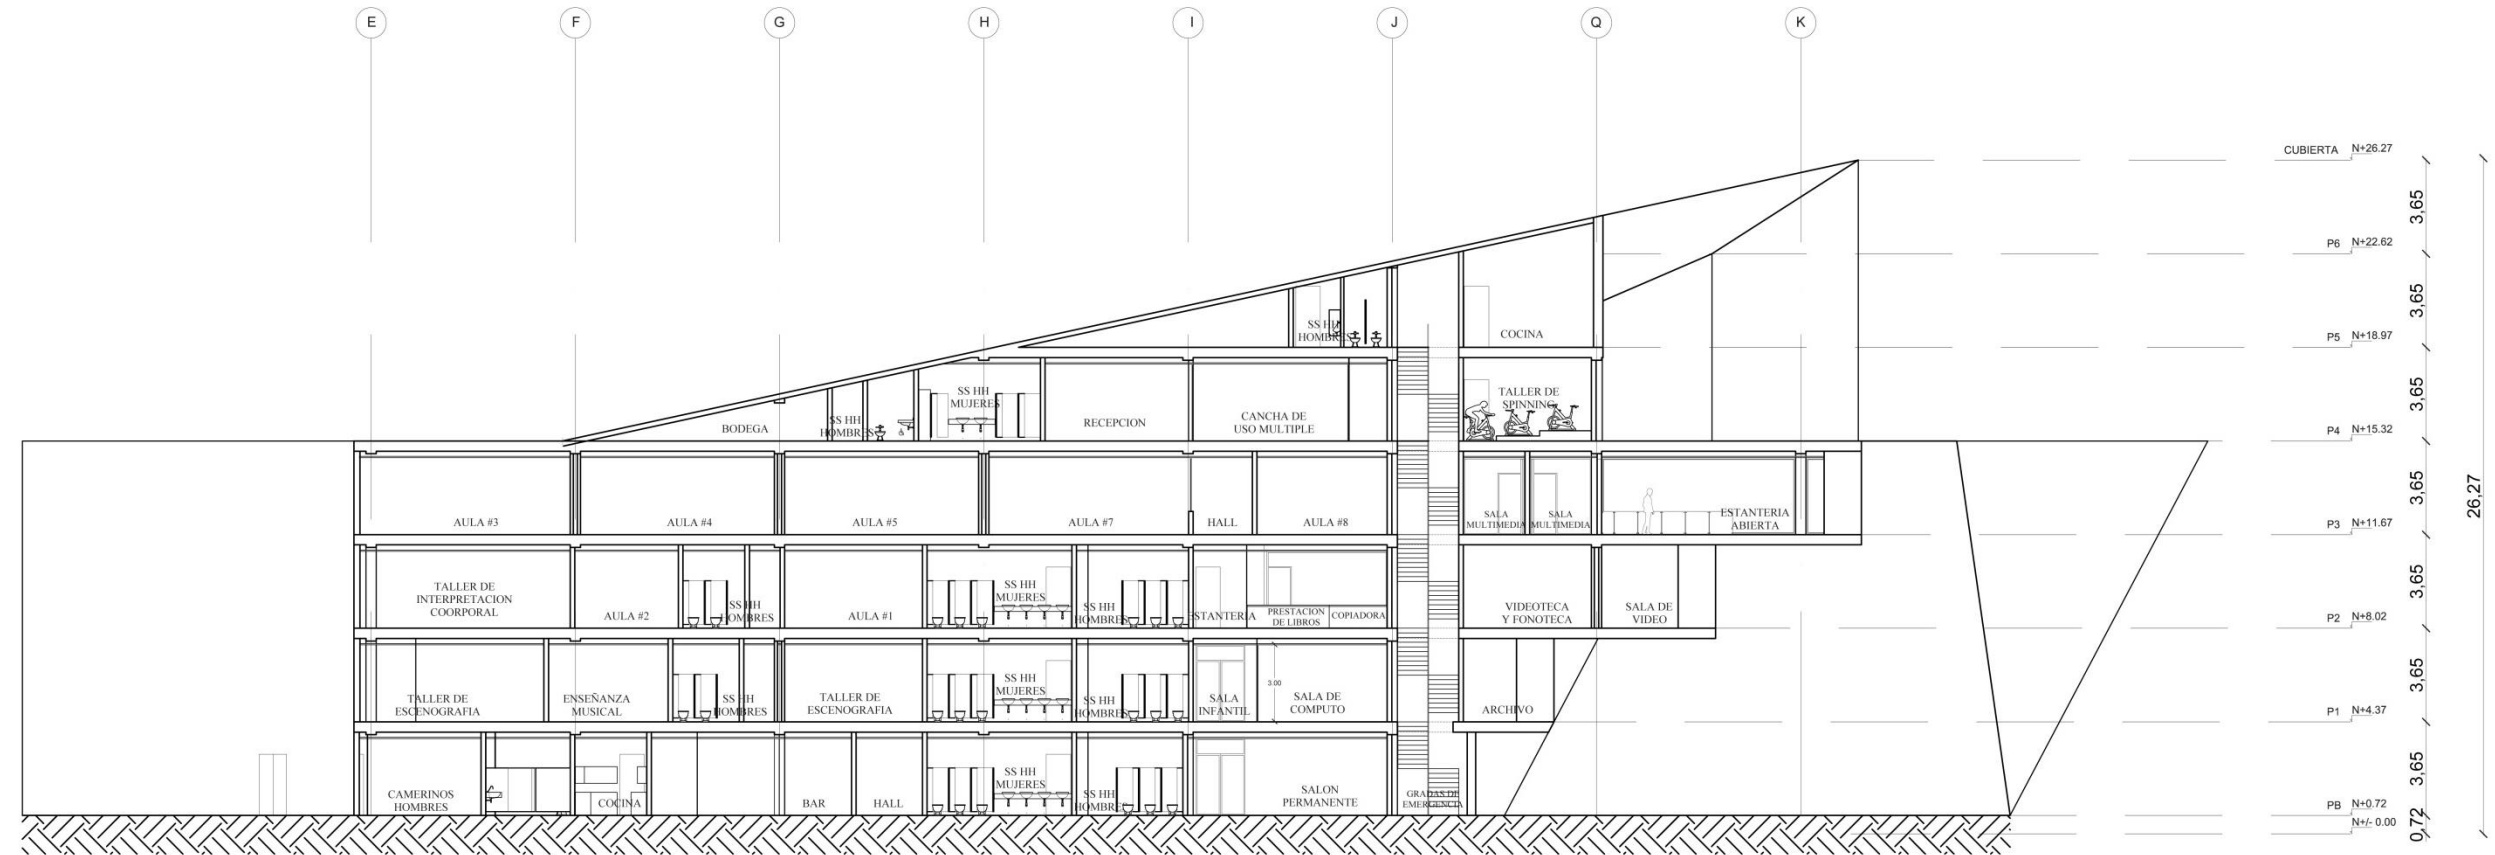 E F G H I J Q K
CUBIERTA N+26.27
3,65
P6 N+22.62
3,65
SS HH
HOMBRES
COCINA
P5 N+18.97
3,65
SS HH
MUJERES
TALLER DE
SPINNING
BODEGA
SS HH
HOMBRES
RECEPCION
CANCHA DE
USO MULTIPLE
P4 N+15.32
3,65
26,27
AULA #3
AULA #4
AULA #5
AULA #7
HALL
AULA #8
SALA
MULTIMEDIA
SALA
MULTIMEDIA
ESTANTERIA
ABIERTA
P3 N+11.67
3,65
TALLER DE
INTERPRETACION
COORPORAL
AULA #2
SS HH
HOMBRES
AULA #1
SS HH
MUJERES
SS HH
HOMBRES
ESTANTERIA
PRESTACION
DE LIBROS
COPIADORA
VIDEOTECA
Y FONOTECA
SALA DE
VIDEO
P2 N+8.02
3,65
TALLER DE
ESCENOGRAFIA
ENSEÑANZA
MUSICAL
SS HH
HOMBRES
TALLER DE
ESCENOGRAFIA
SS HH
MUJERES
SS HH
HOMBRES
SALA
INFANTIL
3.00
SALA DE
COMPUTO
ARCHIVO
P1 N+4.37
3,65
CAMERINOS
HOMBRES
COCINA
BAR
HALL
SS HH
MUJERES
SS HH
HOMBRES
SALON
PERMANENTE
GRADAS DE
EMERGENCIA
PB N+0.72
0,72
N+/- 0.00